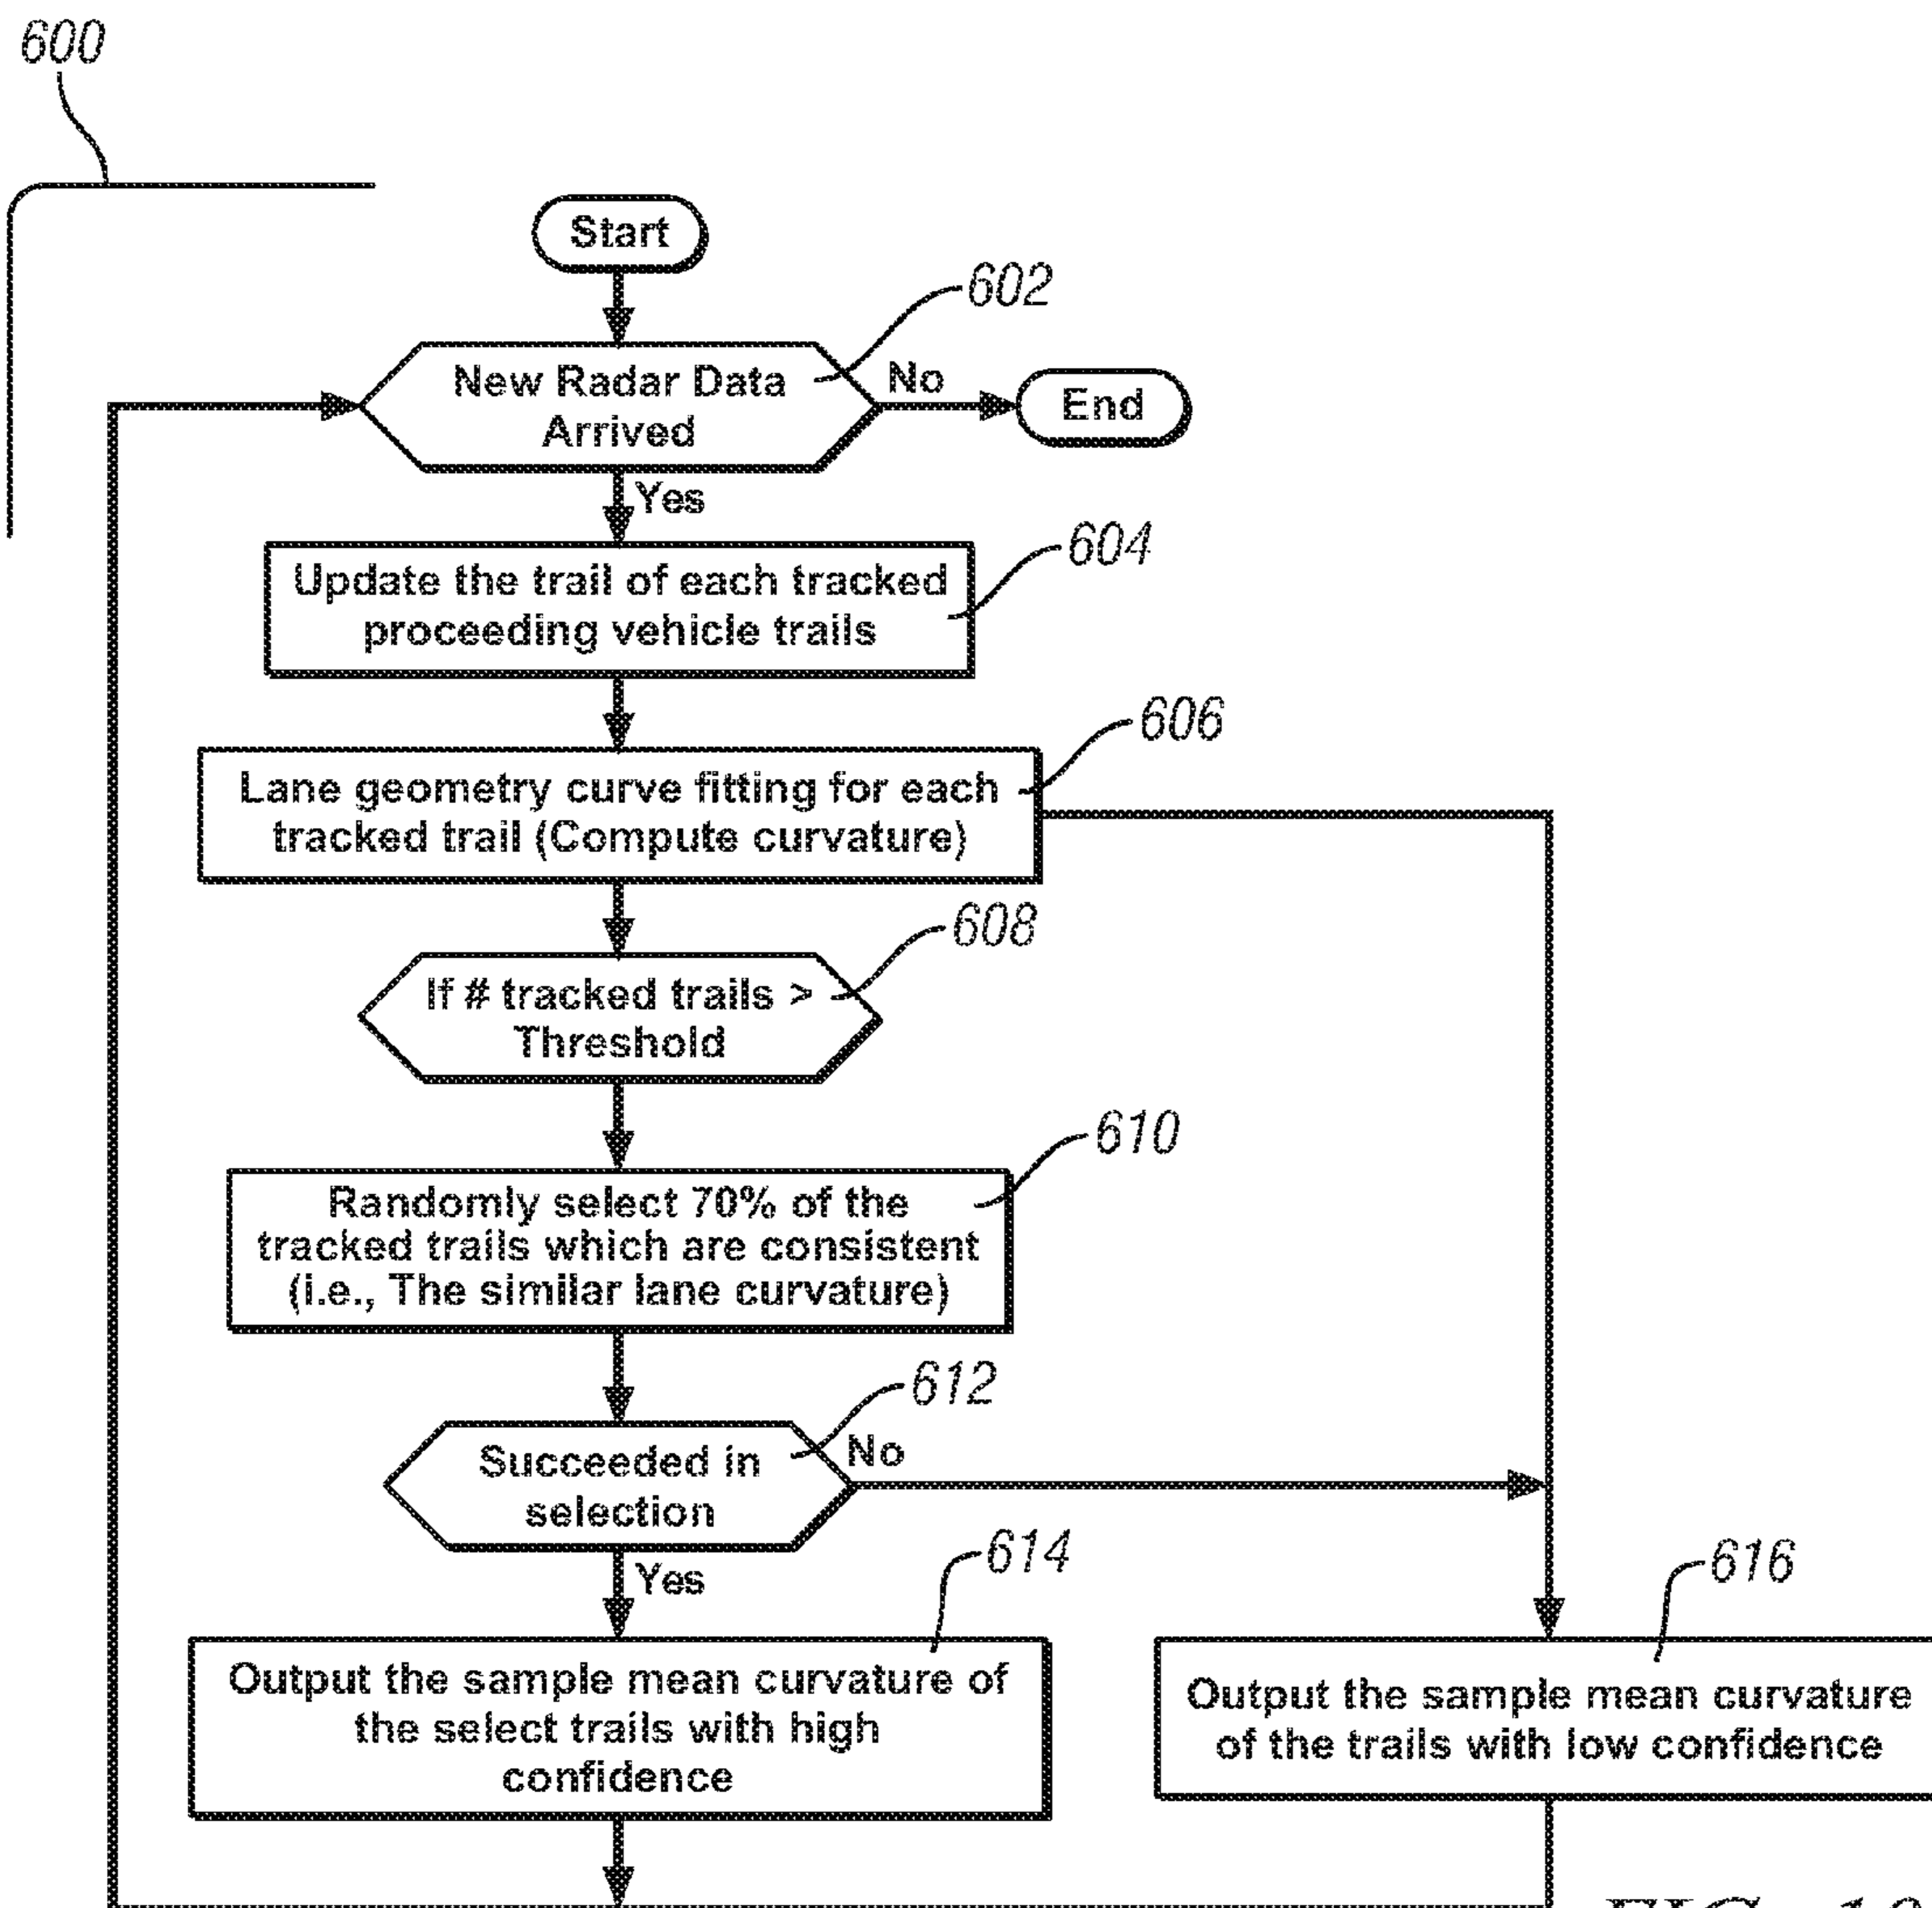 600
Start
602
New Radar Data
Arrived
No
End
Yes
604
Update the trail of each tracked
proceeding vehicle trails
606
Lane geometry curve fitting for each
tracked trail (Compute curvature)
608
If # tracked trails >
Threshold
610
Randomly select 70% of the
tracked trails which are consistent
(i.e., The similar lane curvature)
612
Succeeded in
selection
No
Yes
614
Output the sample mean curvature of
the select trails with high
confidence
616
Output the sample mean curvature
of the trails with low confidence